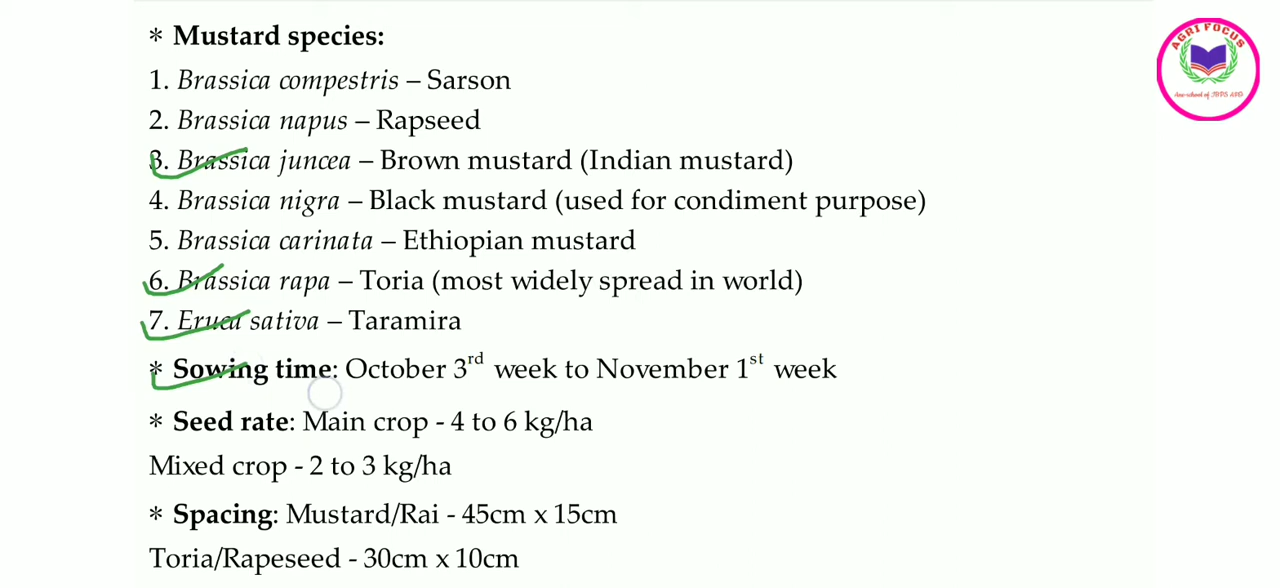 * Mustard species:
1. Brassica compestris – Sarson
2. Brassica napus – Rapseed
3. Brassica juncea – Brown mustard (Indian mustard)
4. Brassica nigra – Black mustard (used for condiment purpose)
5. Brassica carinata – Ethiopian mustard
6. Brassica rapa – Toria (most widely spread in world)
7. Eruca sativa – Taramira
* Sowing time: October 3rd week to November 1st week
* Seed rate: Main crop - 4 to 6 kg/ha
Mixed crop - 2 to 3 kg/ha
* Spacing: Mustard/Rai - 45cm x 15cm
Toria/Rapeseed - 30cm x 10cm
AGRI FOCUS